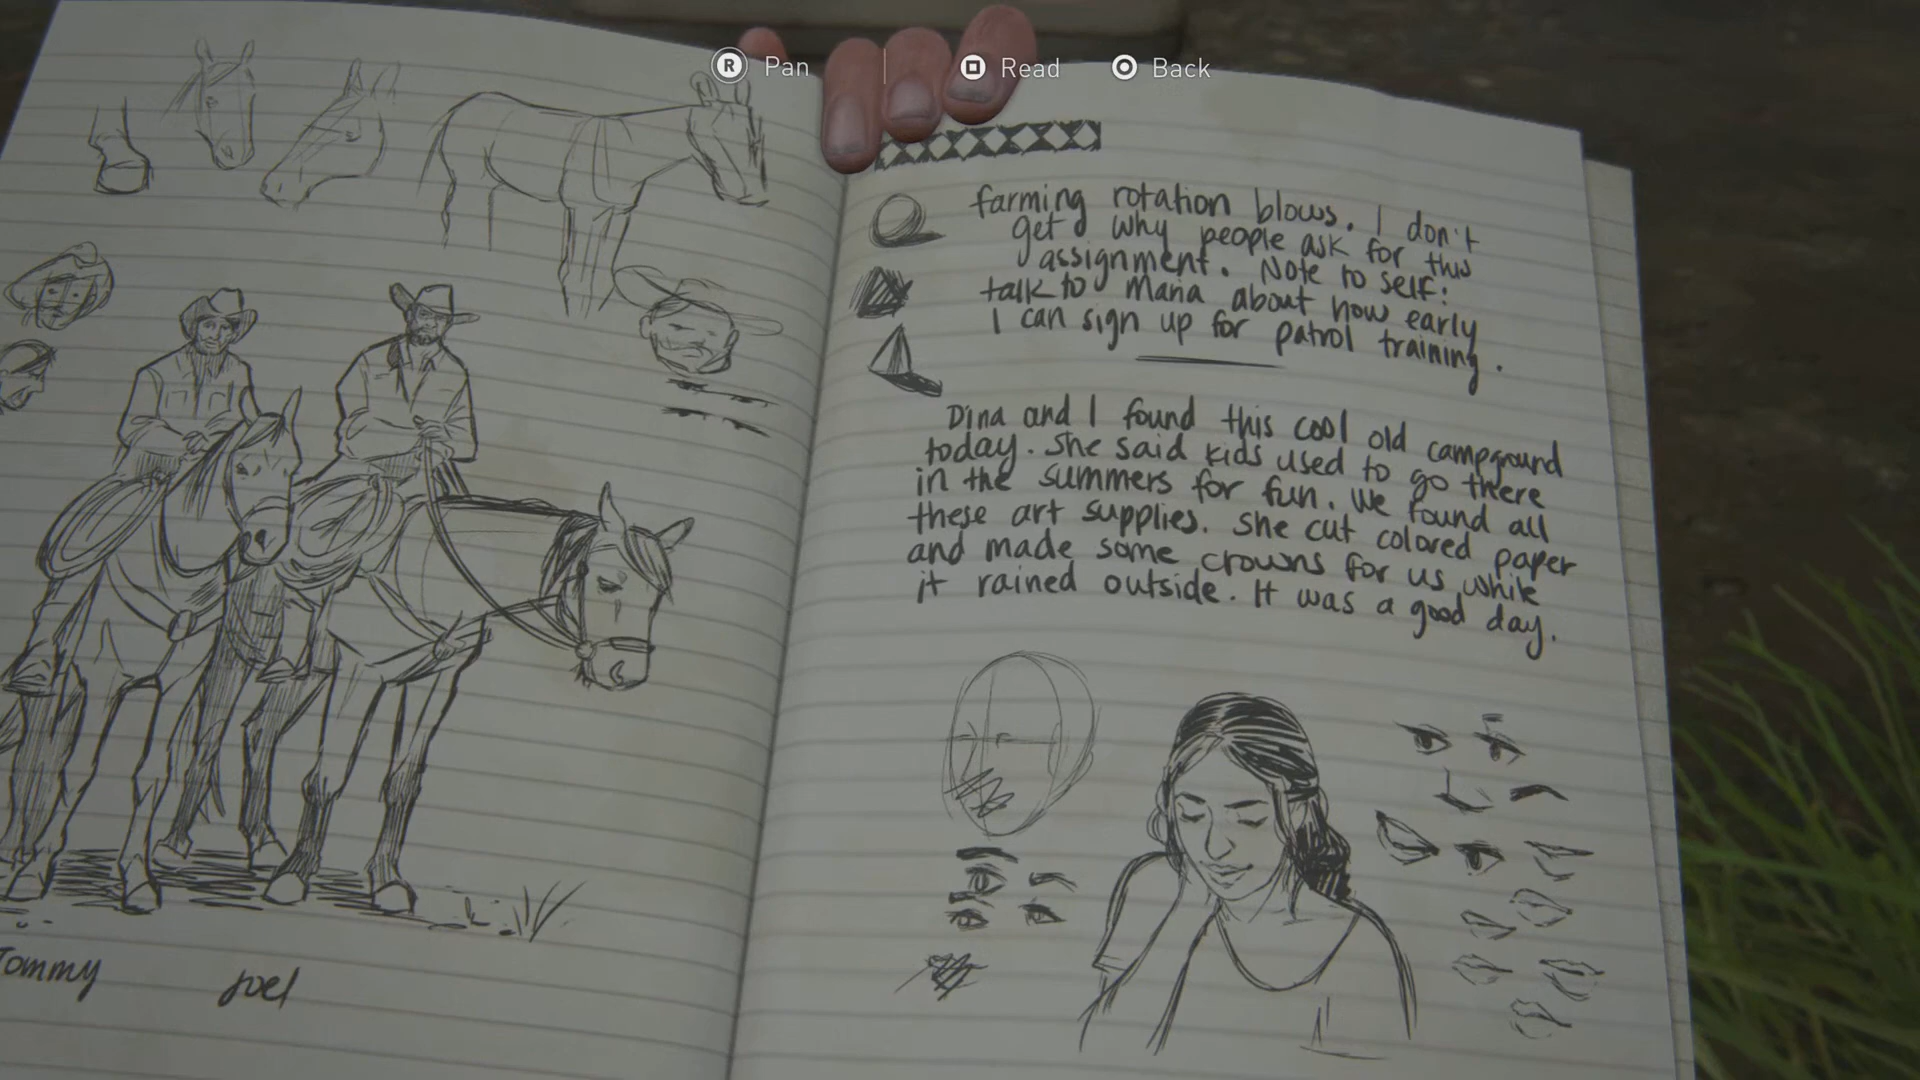 R Pan Read Back
farming rotation blows. I don't
get why people ask for this
assignment. Note to self:
talk to Maria about how early
I can sign up for patrol training.
Dina and I found this cool old campground
today. She said kids used to go there
in the summers for fun. We found all
these art supplies. She cut colored paper
and made some crowns for us while
it rained outside. It was a good day.
Tommy
Joel